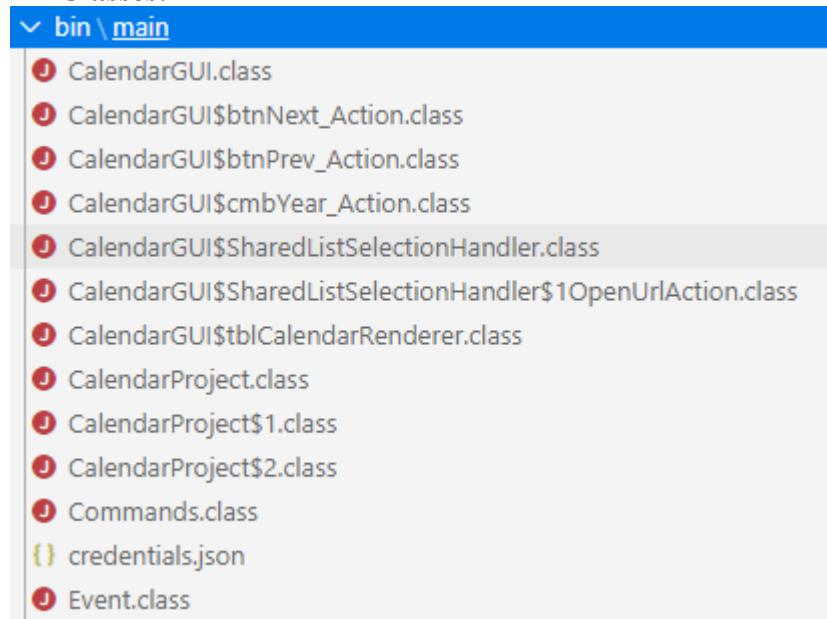 bin \ main
CalendarGUI.class
CalendarGUI$btnNext_Action.class
CalendarGUI$btnPrev_Action.class
CalendarGUI$cmbYear_Action.class
CalendarGUI$SharedListSelectionHandler.class
CalendarGUI$SharedListSelectionHandler$1OpenUrlAction.class
CalendarGUI$tblCalendarRenderer.class
CalendarProject.class
CalendarProject$1.class
CalendarProject$2.class
Commands.class
{} credentials.json
Event.class